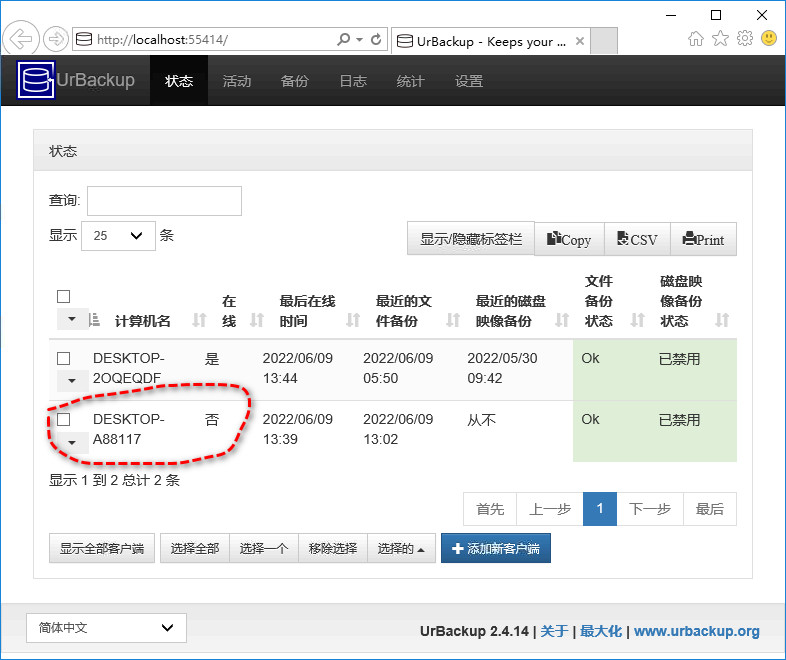 http://localhost:55414/
UrBackup - Keeps your ...
UrBackup 状态 活动 备份 日志 统计 设置
状态
查询:
显示 25 条
显示/隐藏标签栏 Copy CSV Print
计算机名 在线 最后在线时间 最近的文件备份 最近的磁盘映像备份 文件备份状态 磁盘映像备份状态
DESKTOP-2OQEQDF 是 2022/06/09 13:44 2022/06/09 05:50 2022/05/30 09:42 Ok 已禁用
DESKTOP-A88117 否 2022/06/09 13:39 2022/06/09 13:02 从不 Ok 已禁用
显示 1 到 2 总计 2 条
首先 上一步 1 下一步 最后
显示全部客户端 选择全部 选择一个 移除选择 选择的 添加新客户端
简体中文
UrBackup 2.4.14 | 关于 | 最大化 | www.urbackup.org